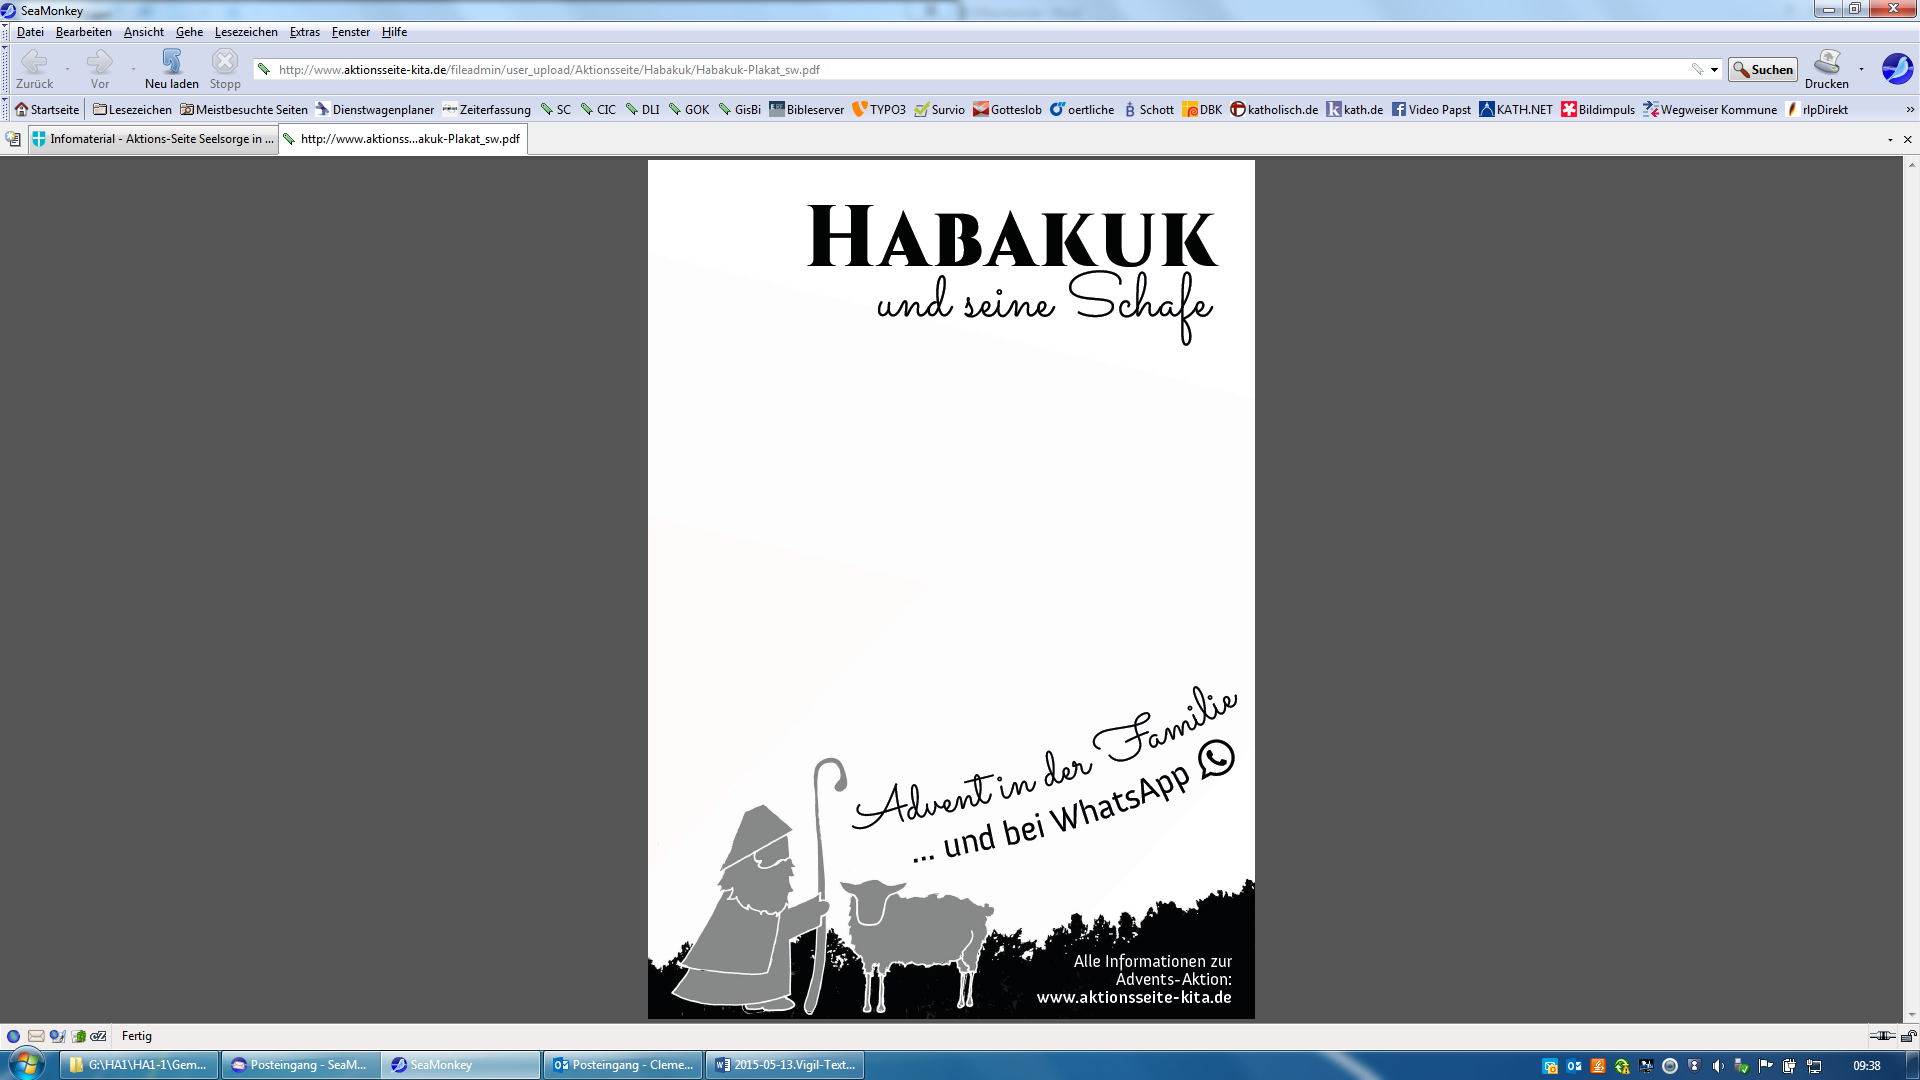 SeaMonkey
Datei Bearbeiten Ansicht Gehe Lesezeichen Extras Fenster Hilfe
Zurück Vor Neu laden Stopp http://www.aktionsseite-kita.de/fileadmin/user_upload/Aktionsseite/Habakuk/Habakuk-Plakat_sw.pdf Suchen Drucken
Startseite Lesezeichen Meistbesuchte Seiten Dienstwagenplaner Zeiterfassung SC CIC DLI GOK GisBi Bibleserver TYPO3 Survio Gotteslob oertliche Schott DBK katholisch.de kath.de Video Papst KATH.NET Bildimpuls Wegweiser Kommune rlpDirekt »
Infomaterial - Aktions-Seite Seelsorge in ... http://www.aktionss...akuk-Plakat_sw.pdf
HABAKUK
und seine Schafe
Advent in der Familie
... und bei WhatsApp
Alle Informationen zur
Advents-Aktion:
www.aktionsseite-kita.de
Fertig
G:\HA1\HA1-1\Gem... Posteingang - SeaM... SeaMonkey Posteingang - Cleme... 2015-05-13.Vigil-Text... 09:38